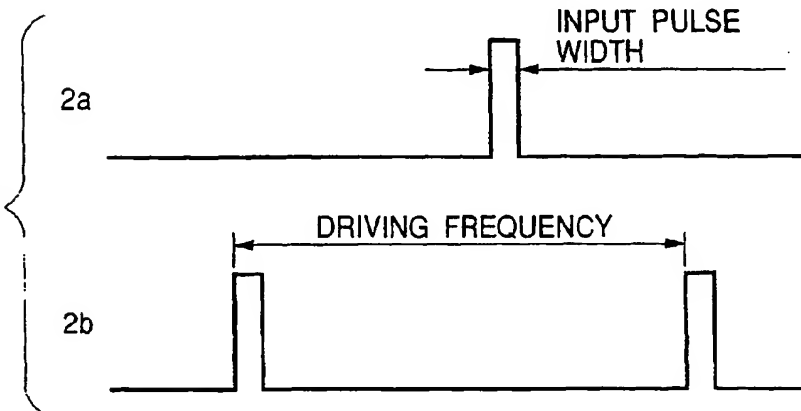 INPUT PULSE
WIDTH
2a
DRIVING FREQUENCY
2b